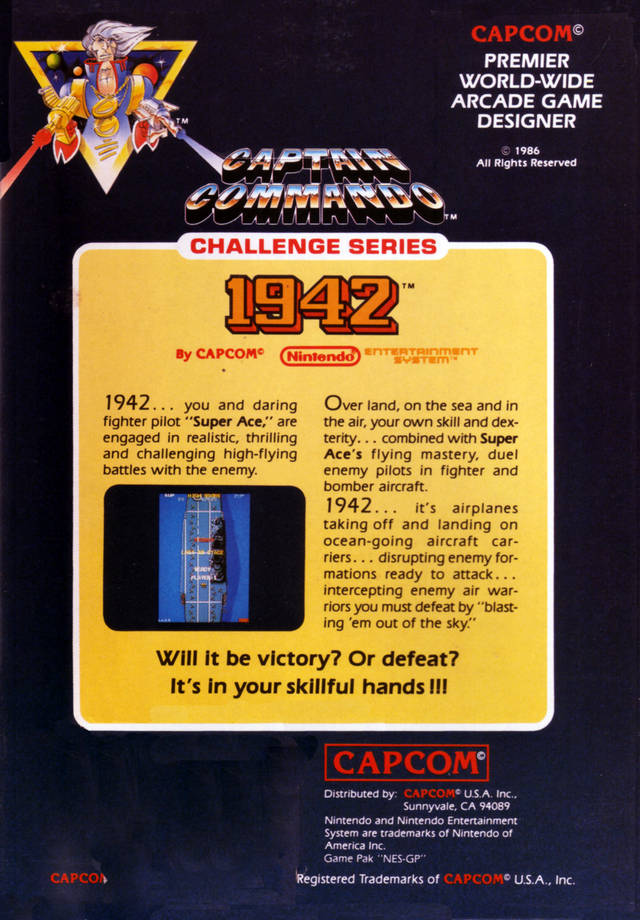 CAPCOM©
PREMIER
WORLD-WIDE
ARCADE GAME
DESIGNER
© 1986
All Rights Reserved
TM
CAPTAIN
COMMANDO
TM
CHALLENGE SERIES
1942™
By CAPCOM©
Nintendo®
ENTERTAINMENT
SYSTEM™
1942... you and daring
fighter pilot "Super Ace," are
engaged in realistic, thrilling
and challenging high-flying
battles with the enemy.
READY
PLAYER 1
Over land, on the sea and in
the air, your own skill and dex-
terity... combined with Super
Ace's flying mastery, duel
enemy pilots in fighter and
bomber aircraft.
1942... it's airplanes
taking off and landing on
ocean-going aircraft car-
riers... disrupting enemy for-
mations ready to attack...
intercepting enemy air war-
riors you must defeat by "blast-
ing 'em out of the sky."
Will it be victory? Or defeat?
It's in your skillful hands!!!
CAPCOM©
Distributed by: CAPCOM© U.S.A. Inc.,
Sunnyvale, CA 94089
Nintendo and Nintendo Entertainment
System are trademarks of Nintendo of
America Inc.
Game Pak "NES-GP"
CAPCOM
Registered Trademarks of CAPCOM© U.S.A., Inc.